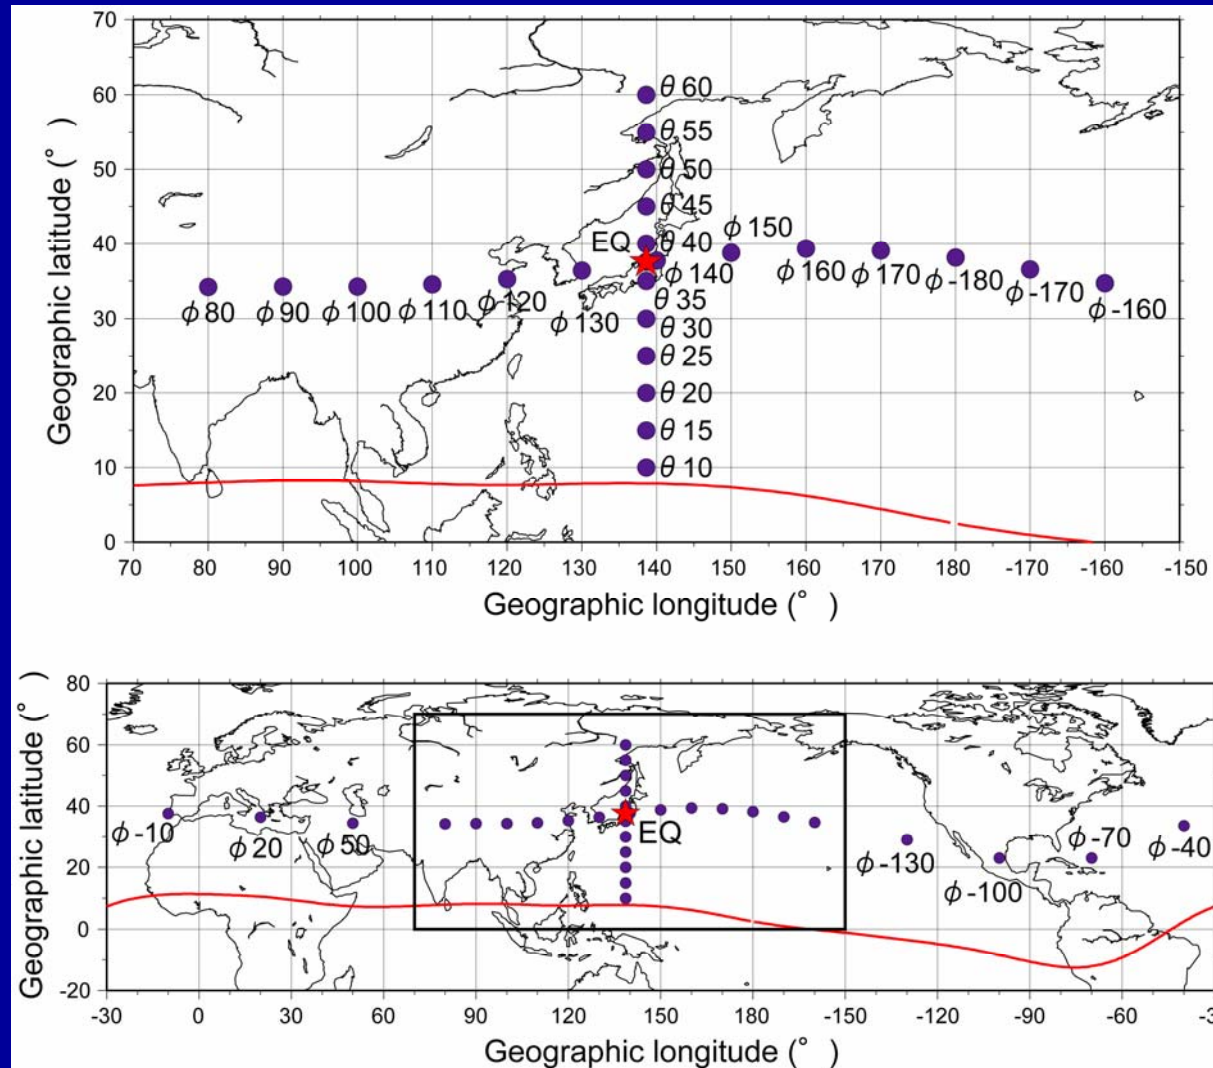 70
60
50
40
30
20
10
0
Geographic latitude (° )
θ 60
θ 55
θ 50
θ 45
θ 40
EQ
ϕ 150
ϕ 140
ϕ 160
ϕ 170
ϕ -180
ϕ -170
ϕ -160
ϕ 80
ϕ 90
ϕ 100
ϕ 110
ϕ 120
ϕ 130
θ 35
θ 30
θ 25
θ 20
θ 15
θ 10
70 80 90 100 110 120 130 140 150 160 170 180 -170 -160 -150
Geographic longitude (° )
80
60
40
20
0
-20
Geographic latitude (° )
ϕ -10
ϕ 20
ϕ 50
EQ
ϕ -130
ϕ -100
ϕ -70
ϕ -40
-30 0 30 60 90 120 150 180 -150 -120 -90 -60 -3
Geographic longitude (° )